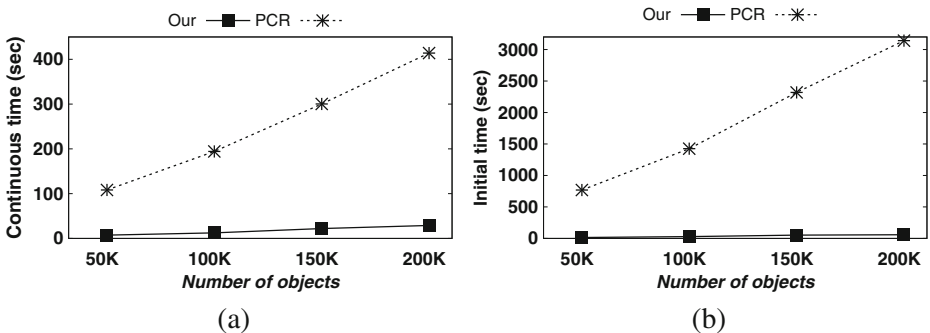 Our PCR
Continuous time (sec)
400
300
200
100
0
50K 100K 150K 200K
Number of objects
(a)
Our PCR
Initial time (sec)
3000
2500
2000
1500
1000
500
0
50K 100K 150K 200K
Number of objects
(b)